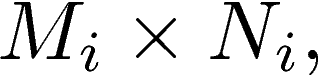 M_i × N_i,